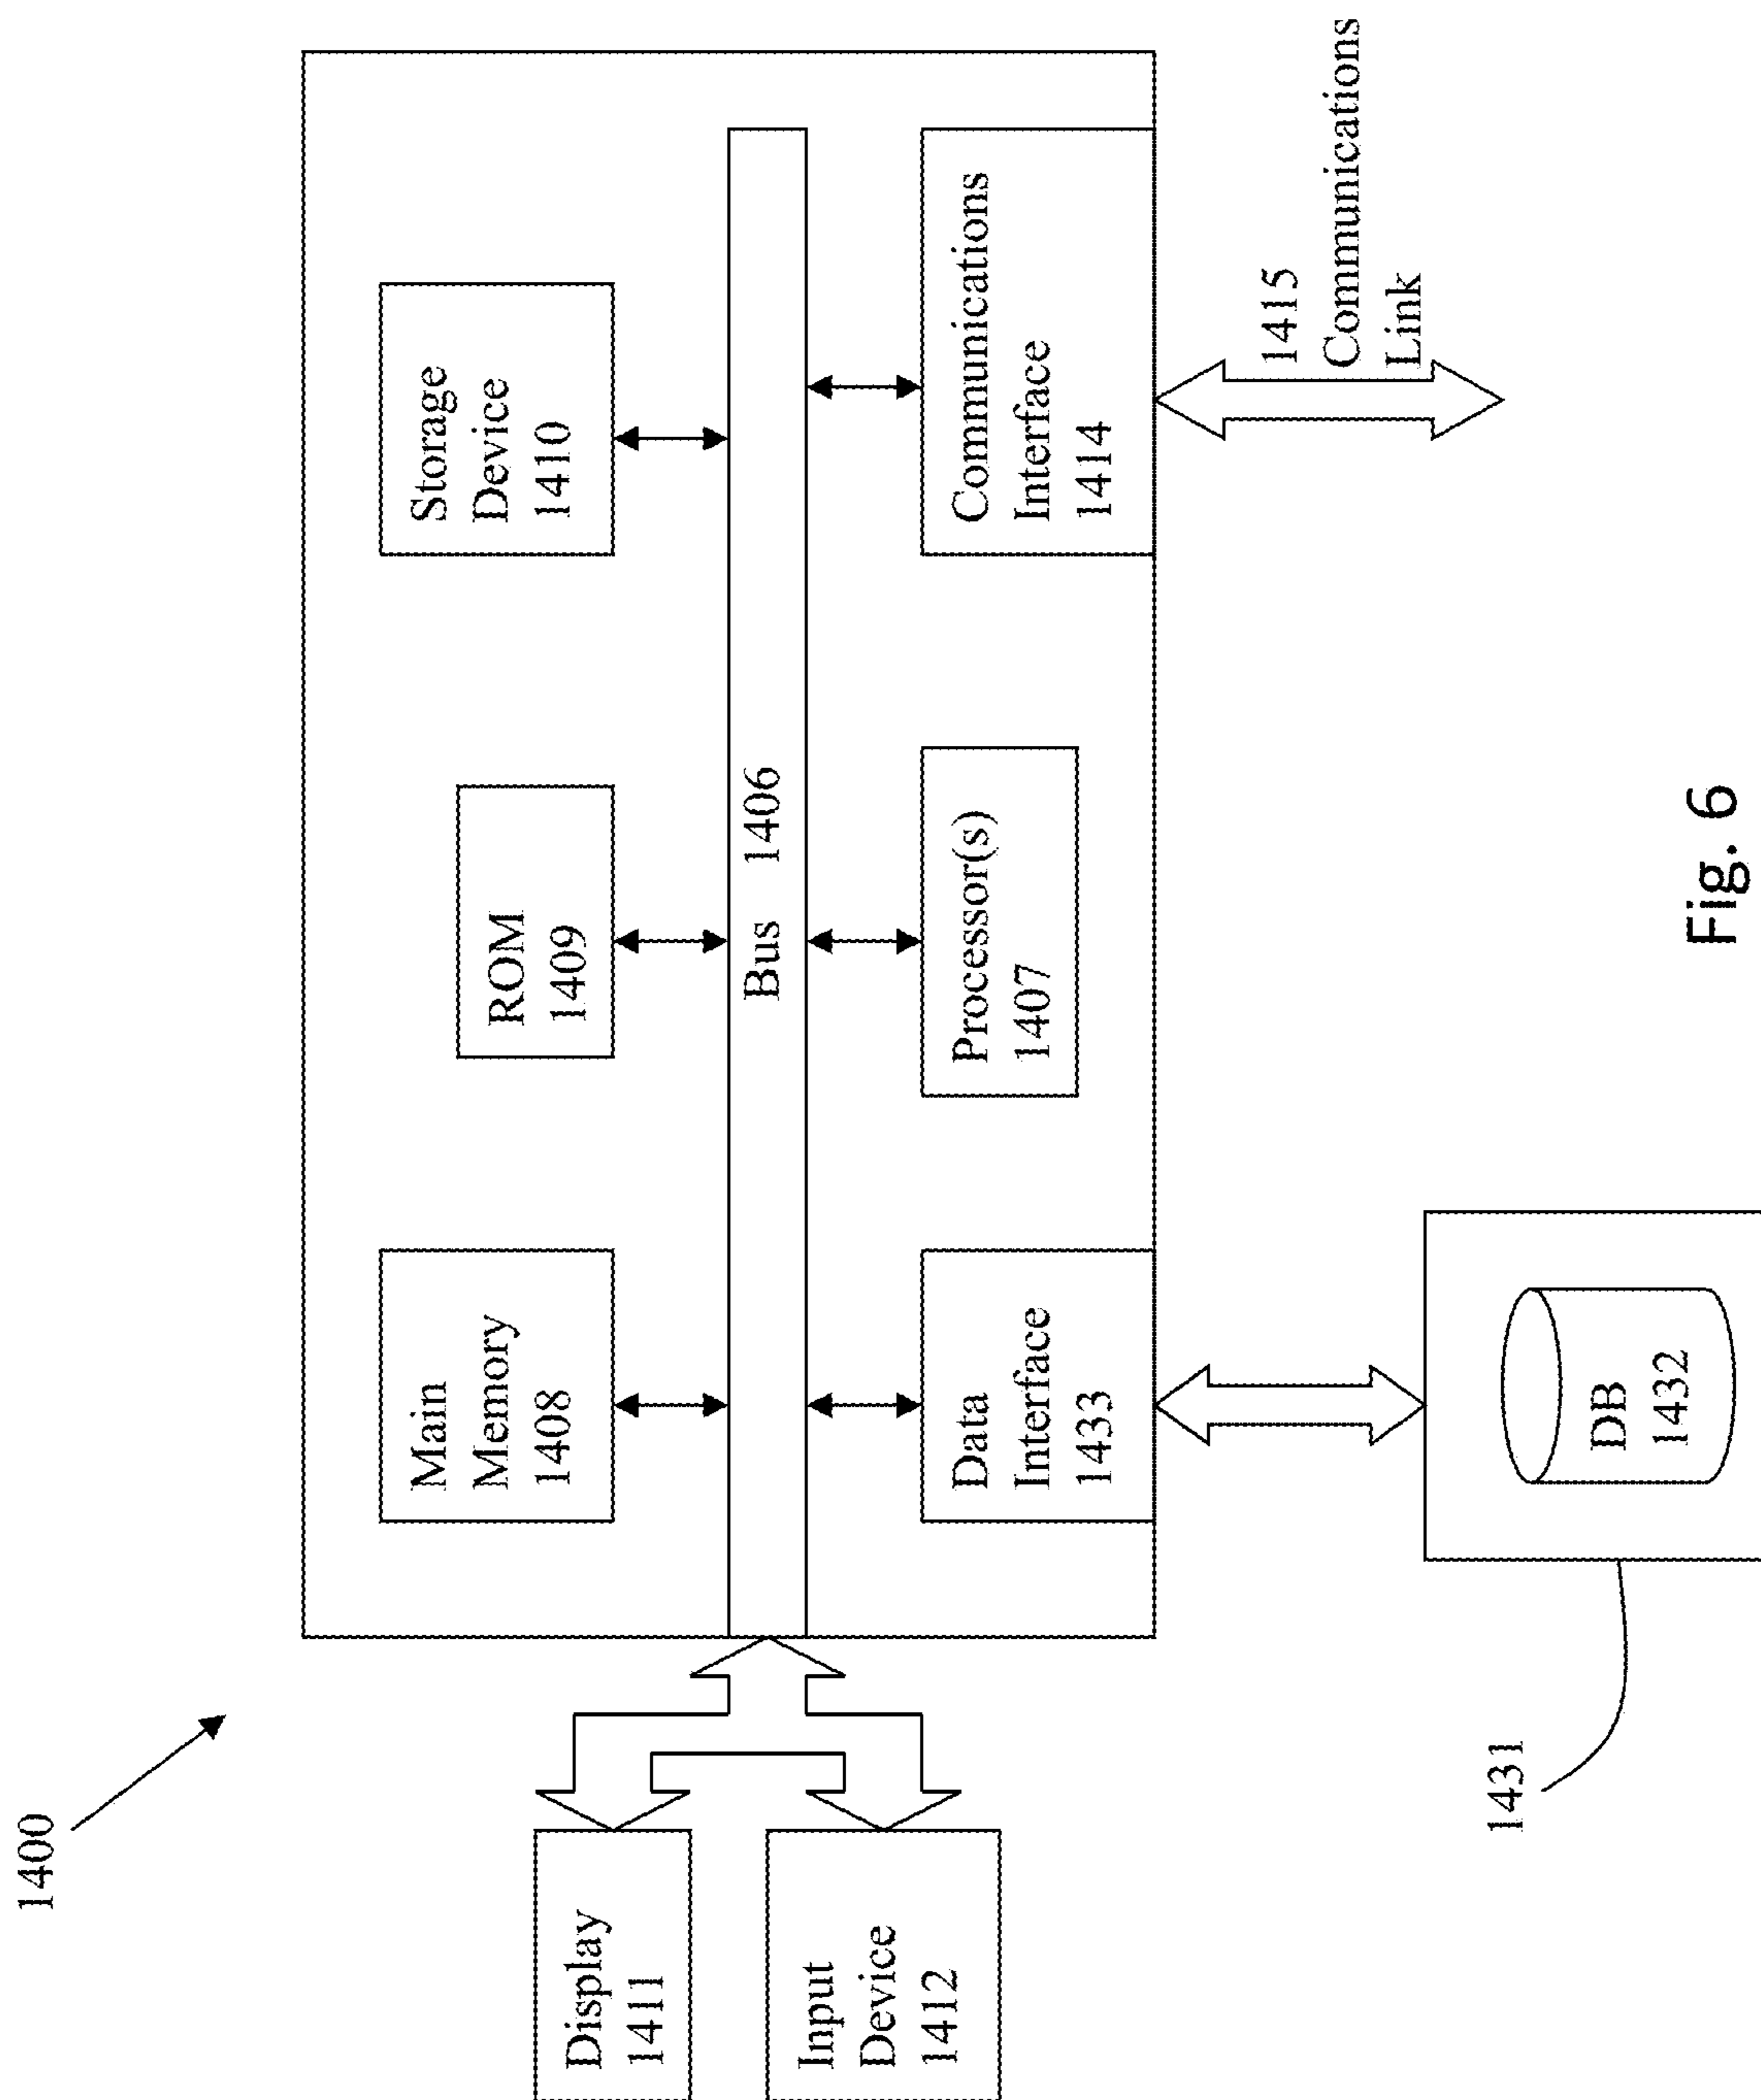 1400
Display
1411
Input
Device
1412
Main
Memory
1408
ROM
1409
Storage
Device
1410
Bus 1406
Data
Interface
1433
Processor(s)
1407
Communications
Interface
1414
1415
Communications
Link
1431
DB
1432
Fig. 6